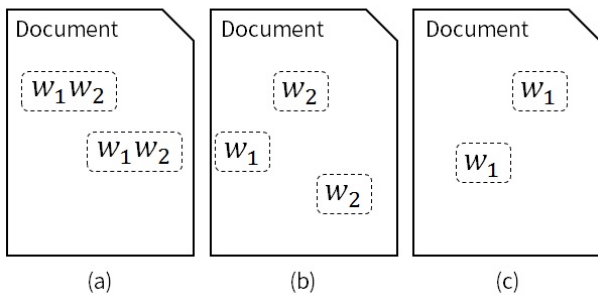 Document
w₁w₂
w₁w₂
(a)
Document
w₂
w₁
w₂
(b)
Document
w₁
w₁
(c)